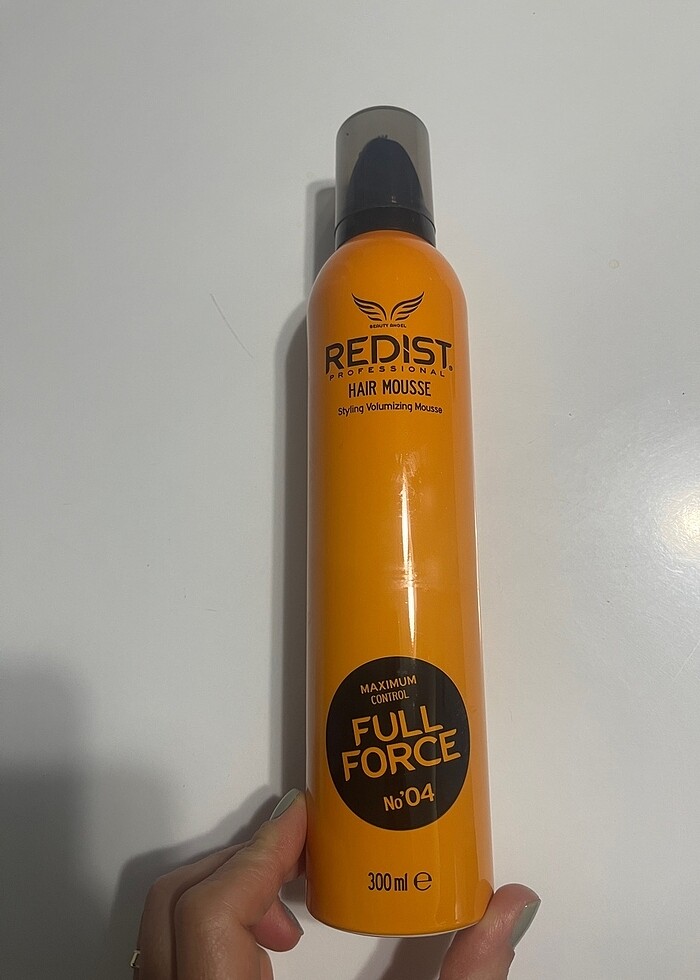 BEAUTY ANGEL
REDIST®
PROFESSIONAL
HAIR MOUSSE
Styling Volumizing Mousse
MAXIMUM
CONTROL
FULL
FORCE
No'04
300 ml ℮